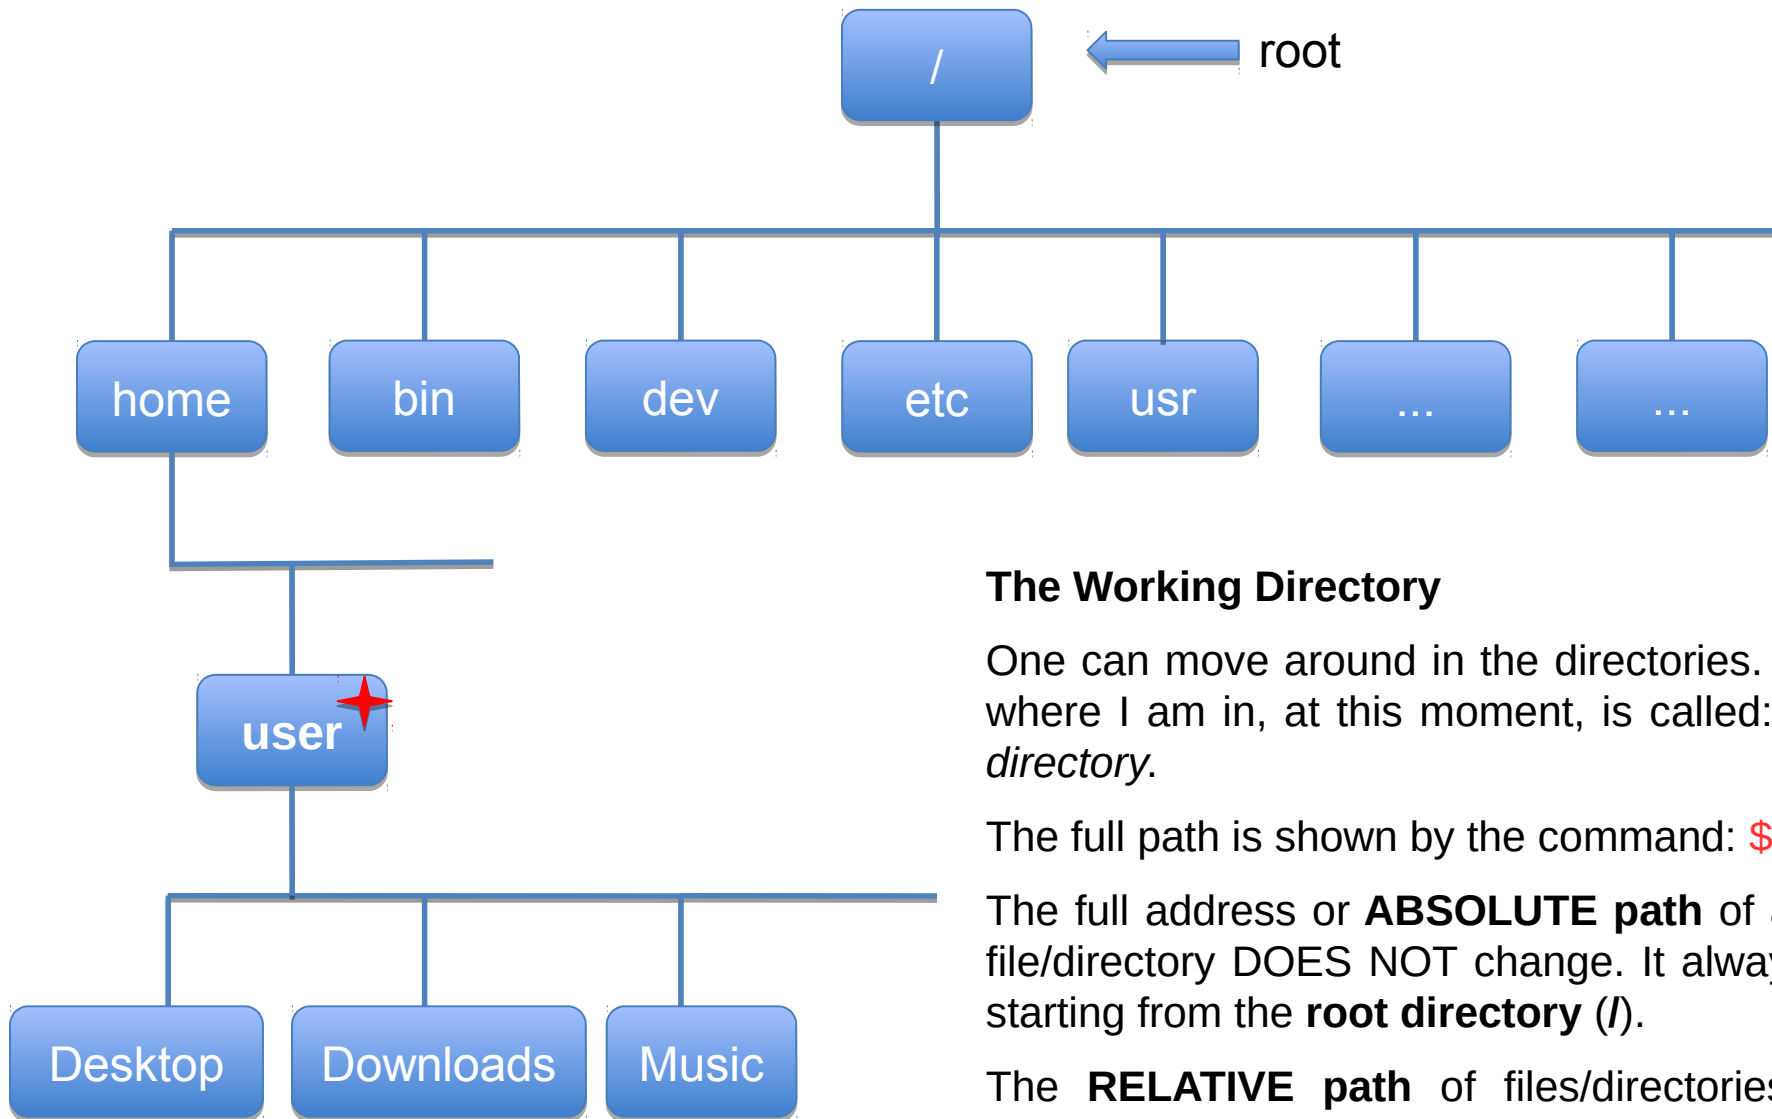 /
root
home
bin
dev
etc
usr
...
...
user
Desktop
Downloads
Music
The Working Directory
One can move around in the directories.
where I am in, at this moment, is called:
directory.
The full path is shown by the command: $
The full address or ABSOLUTE path of
file/directory DOES NOT change. It alway
starting from the root directory (/).
The RELATIVE path of files/directories